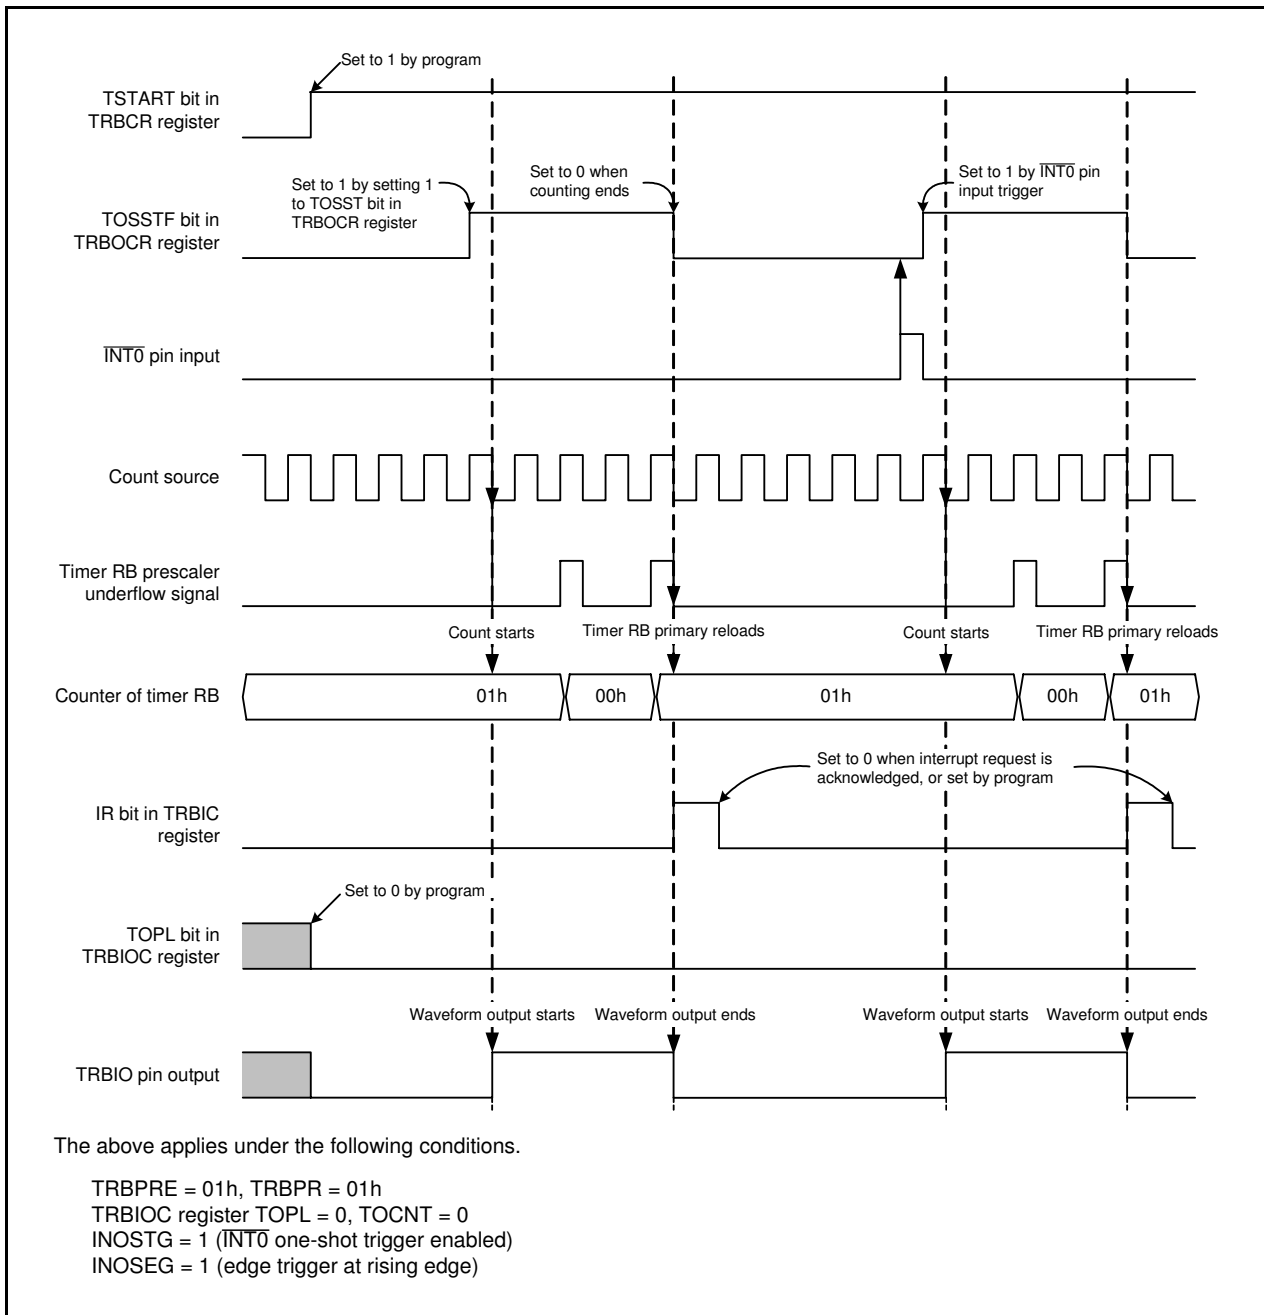 Set to 1 by program
TSTART bit in
TRBCR register
Set to 1 by setting 1
to TOSST bit in
TRBOCR register
Set to 0 when
counting ends
Set to 1 by INT0 pin
input trigger
TOSSTF bit in
TRBOCR register
INT0 pin input
Count source
Timer RB prescaler
underflow signal
Count starts
Timer RB primary reloads
Count starts
Timer RB primary reloads
Counter of timer RB
01h
00h
01h
00h
01h
Set to 0 when interrupt request is
acknowledged, or set by program
IR bit in TRBIC
register
Set to 0 by program
TOPL bit in
TRBIOC register
Waveform output starts
Waveform output ends
Waveform output starts
Waveform output ends
TRBIO pin output
The above applies under the following conditions.
TRBPRE = 01h, TRBPR = 01h
TRBIOC register TOPL = 0, TOCNT = 0
INOSTG = 1 (INT0 one-shot trigger enabled)
INOSEG = 1 (edge trigger at rising edge)